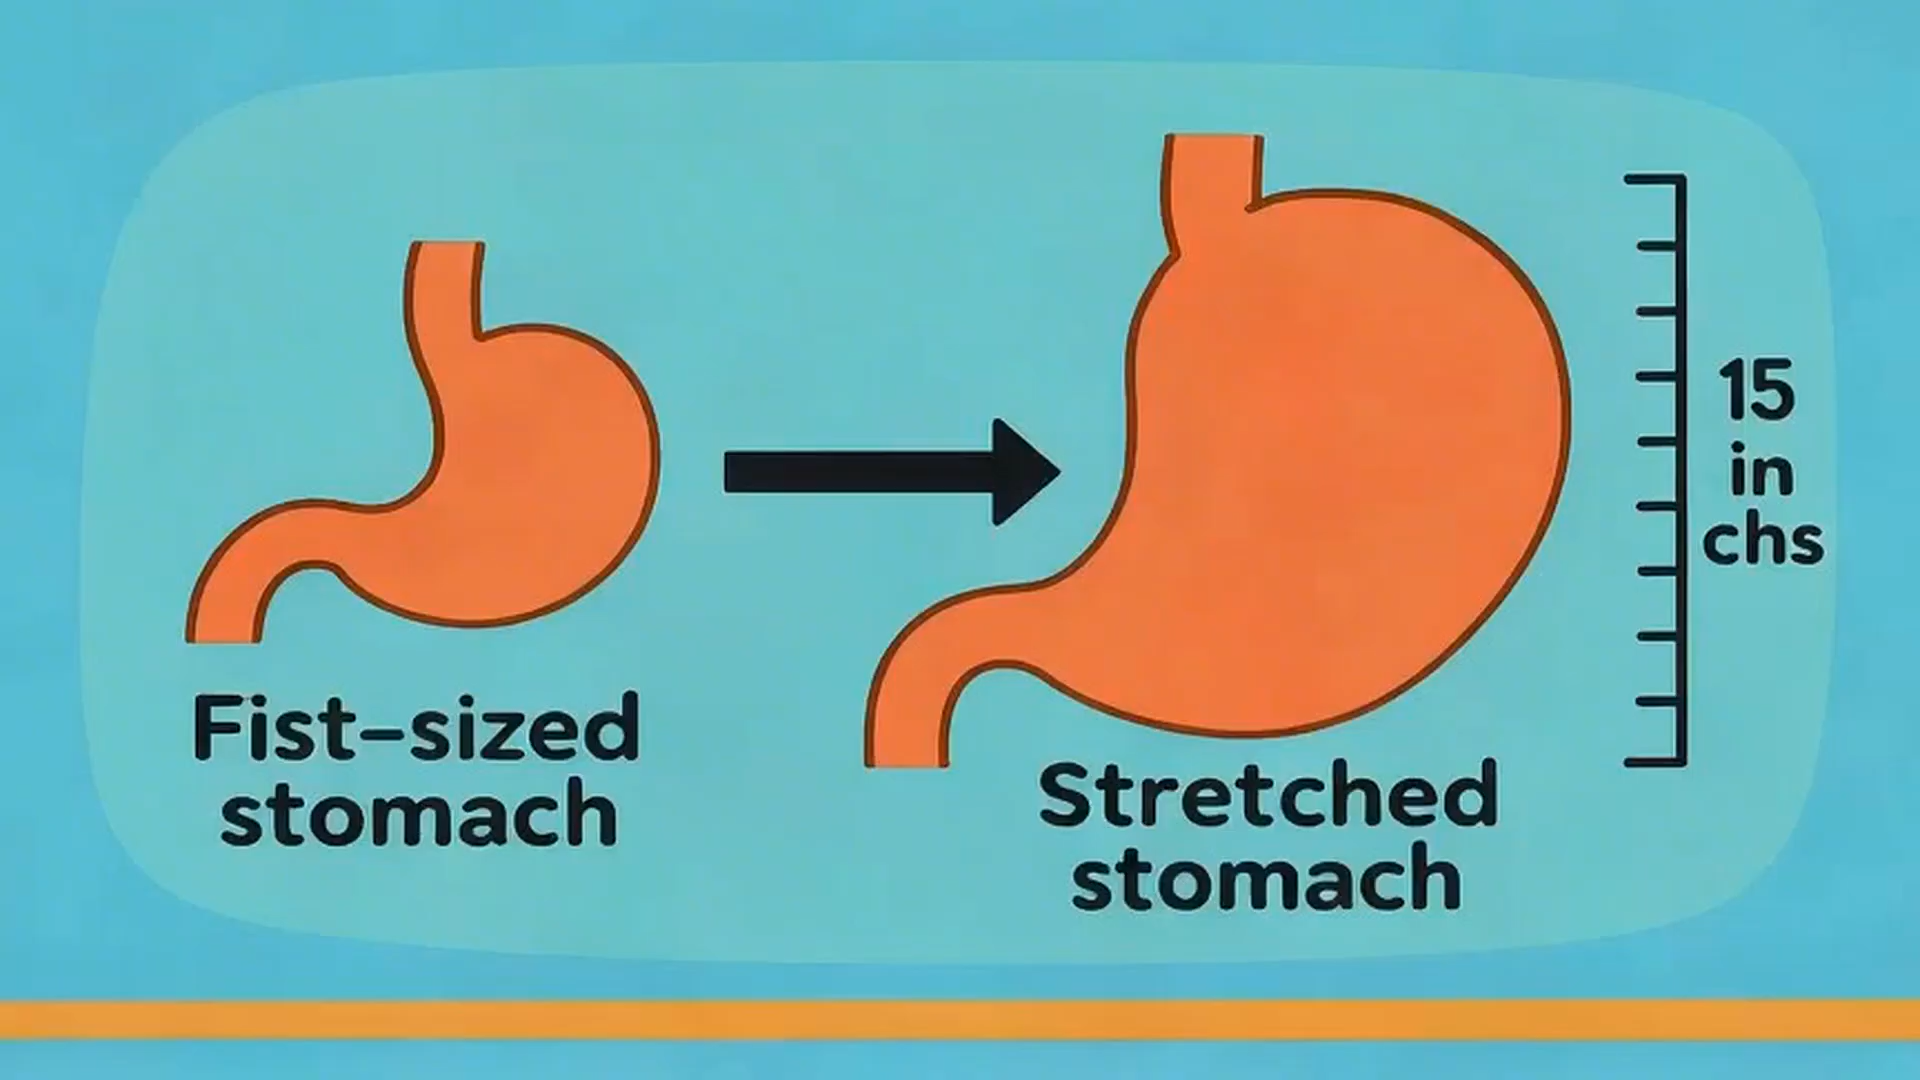 Fist-sized
stomach
Stretched
stomach
15
in
chs